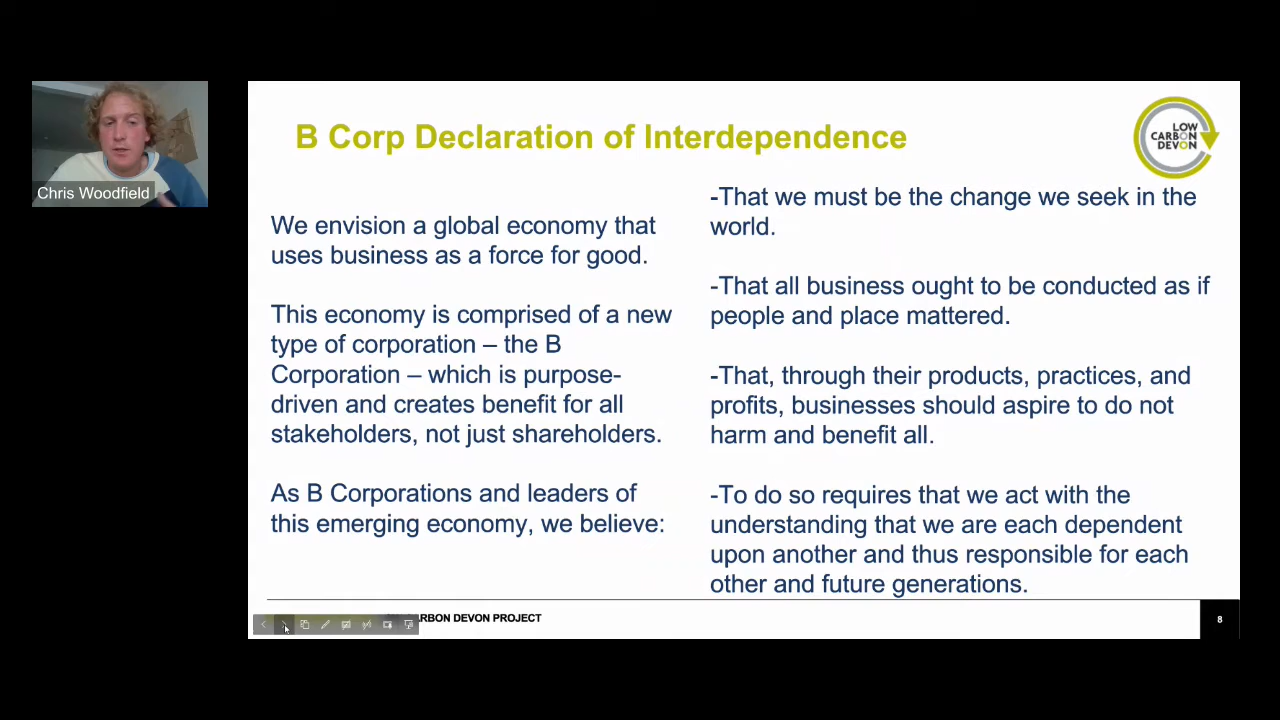 B Corp Declaration of Interdependence
LOW
CARBON
DEVON
Chris Woodfield
We envision a global economy that
uses business as a force for good.
This economy is comprised of a new
type of corporation – the B
Corporation – which is purpose-
driven and creates benefit for all
stakeholders, not just shareholders.
As B Corporations and leaders of
this emerging economy, we believe:
-That we must be the change we seek in the
world.
-That all business ought to be conducted as if
people and place mattered.
-That, through their products, practices, and
profits, businesses should aspire to do not
harm and benefit all.
-To do so requires that we act with the
understanding that we are each dependent
upon another and thus responsible for each
other and future generations.
DEVON PROJECT
8